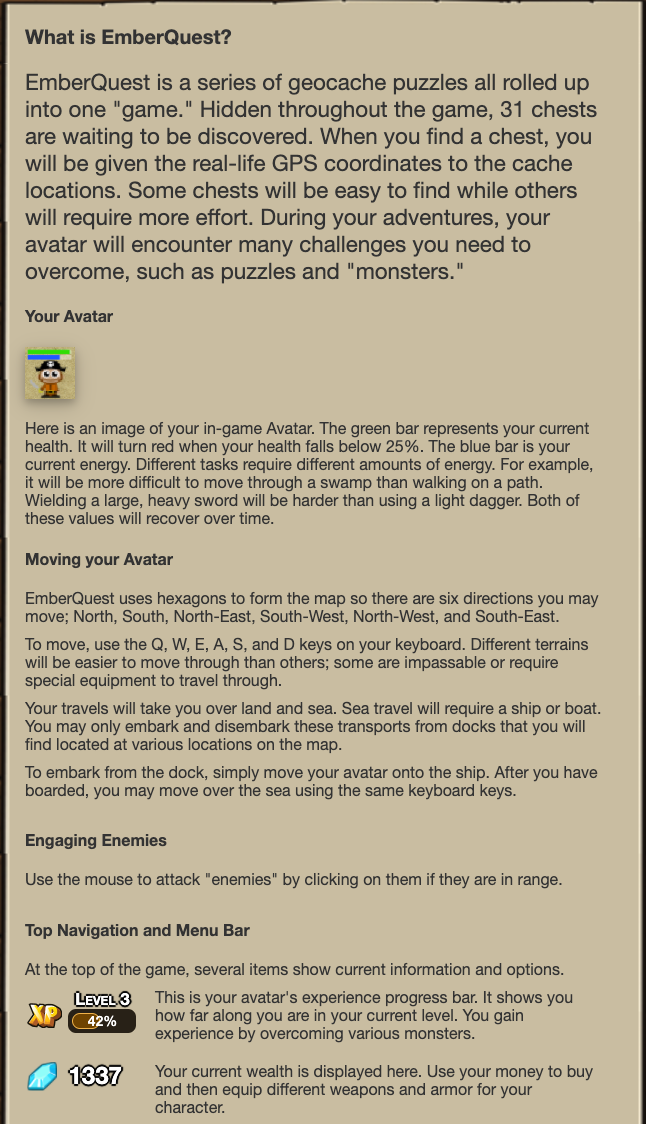 What is EmberQuest?
EmberQuest is a series of geocache puzzles all rolled up
into one "game." Hidden throughout the game, 31 chests
are waiting to be discovered. When you find a chest, you
will be given the real-life GPS coordinates to the cache
locations. Some chests will be easy to find while others
will require more effort. During your adventures, your
avatar will encounter many challenges you need to
overcome, such as puzzles and "monsters."
Your Avatar
Here is an image of your in-game Avatar. The green bar represents your current
health. It will turn red when your health falls below 25%. The blue bar is your
current energy. Different tasks require different amounts of energy. For example,
it will be more difficult to move through a swamp than walking on a path.
Wielding a large, heavy sword will be harder than using a light dagger. Both of
these values will recover over time.
Moving your Avatar
EmberQuest uses hexagons to form the map so there are six directions you may
move; North, South, North-East, South-West, North-West, and South-East.
To move, use the Q, W, E, A, S, and D keys on your keyboard. Different terrains
will be easier to move through than others; some are impassable or require
special equipment to travel through.
Your travels will take you over land and sea. Sea travel will require a ship or boat.
You may only embark and disembark these transports from docks that you will
find located at various locations on the map.
To embark from the dock, simply move your avatar onto the ship. After you have
boarded, you may move over the sea using the same keyboard keys.
Engaging Enemies
Use the mouse to attack "enemies" by clicking on them if they are in range.
Top Navigation and Menu Bar
At the top of the game, several items show current information and options.
XP
LEVEL 3
42%
This is your avatar's experience progress bar. It shows you
how far along you are in your current level. You gain
experience by overcoming various monsters.
1337
Your current wealth is displayed here. Use your money to buy
and then equip different weapons and armor for your
character.